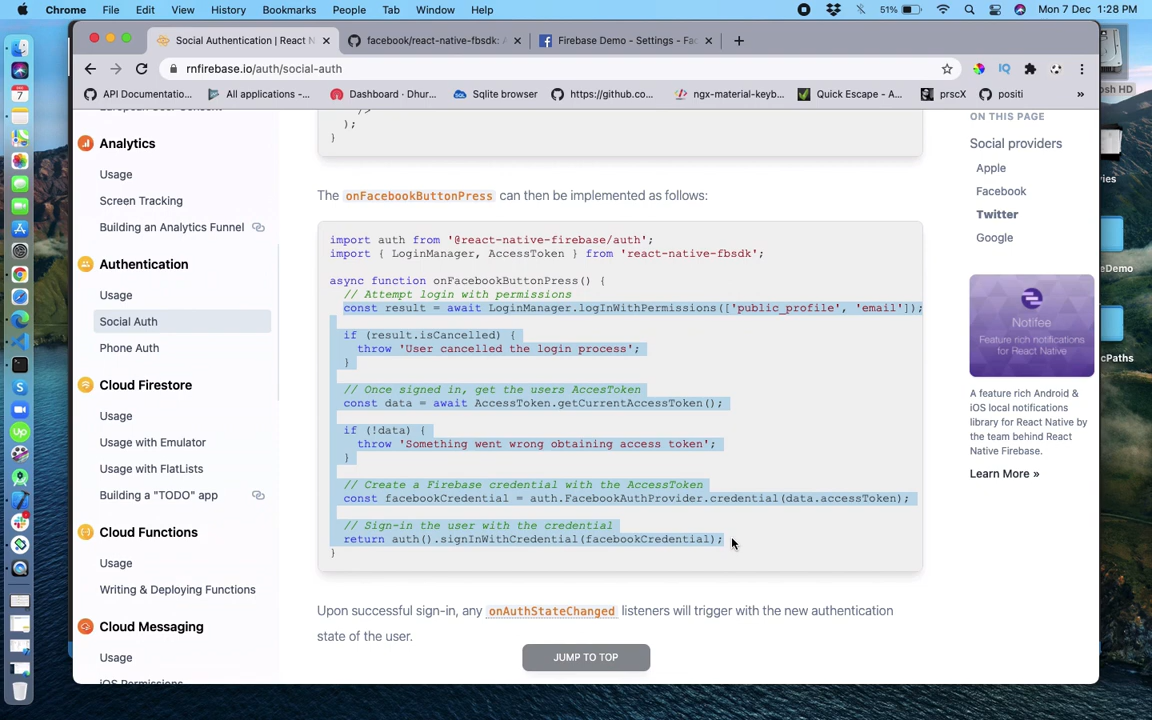 Chrome File Edit View History Bookmarks People Tab Window Help 51% Mon 7 Dec 1:28 PM
Social Authentication | React N
facebook/react-native-fbsdk:
Firebase Demo - Settings - Fac
rnfirebase.io/auth/social-auth
API Documentatio... All applications -... Dashboard · Dhur... Sqlite browser https://github.co... ngx-material-keyb... Quick Escape - A... prscX positi »
Analytics
Usage
Screen Tracking
Building an Analytics Funnel
Authentication
Usage
Social Auth
Phone Auth
Cloud Firestore
Usage
Usage with Emulator
Usage with FlatLists
Building a "TODO" app
Cloud Functions
Usage
Writing & Deploying Functions
Cloud Messaging
Usage
/>
);
}
The onFacebookButtonPress can then be implemented as follows:
import auth from '@react-native-firebase/auth';
import { LoginManager, AccessToken } from 'react-native-fbsdk';
async function onFacebookButtonPress() {
// Attempt login with permissions
const result = await LoginManager.logInWithPermissions(['public_profile', 'email']);
if (result.isCancelled) {
throw 'User cancelled the login process';
}
// Once signed in, get the users AccesToken
const data = await AccessToken.getCurrentAccessToken();
if (!data) {
throw 'Something went wrong obtaining access token';
}
// Create a Firebase credential with the AccessToken
const facebookCredential = auth.FacebookAuthProvider.credential(data.accessToken);
// Sign-in the user with the credential
return auth().signInWithCredential(facebookCredential);
}
Upon successful sign-in, any onAuthStateChanged listeners will trigger with the new authentication
state of the user.
JUMP TO TOP
ON THIS PAGE
Social providers
Apple
Facebook
Twitter
Google
Notifee
Feature rich notifications
for React Native
A feature rich Android &
iOS local notifications
library for React Native by
the team behind React
Native Firebase.
Learn More »
osh HD
ies
eDemo
cPaths